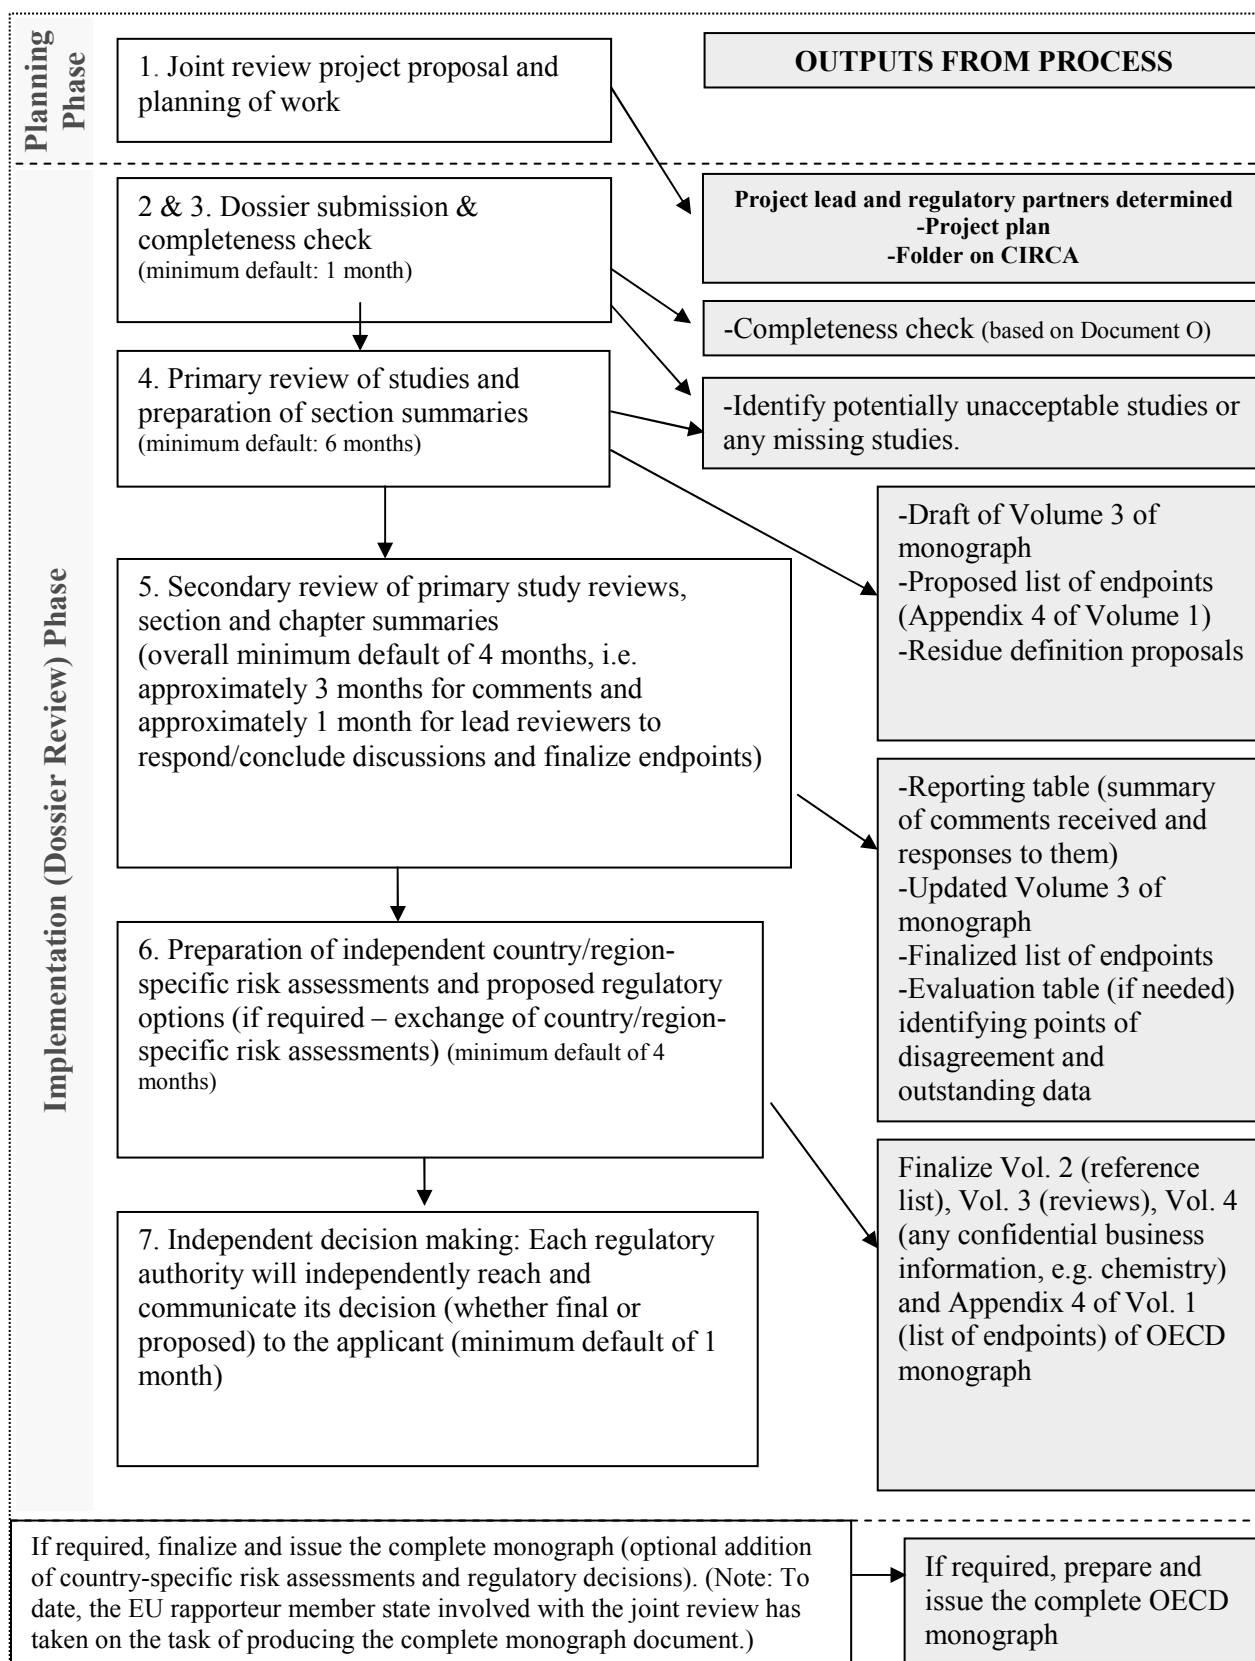 Planning
Phase
1. Joint review project proposal and
planning of work
OUTPUTS FROM PROCESS
Project lead and regulatory partners determined
-Project plan
-Folder on CIRCA
Implementation (Dossier Review) Phase
2 & 3. Dossier submission &
completeness check
(minimum default: 1 month)
-Completeness check (based on Document O)
4. Primary review of studies and
preparation of section summaries
(minimum default: 6 months)
-Identify potentially unacceptable studies or
any missing studies.
-Draft of Volume 3 of
monograph
-Proposed list of endpoints
(Appendix 4 of Volume 1)
-Residue definition proposals
5. Secondary review of primary study reviews,
section and chapter summaries
(overall minimum default of 4 months, i.e.
approximately 3 months for comments and
approximately 1 month for lead reviewers to
respond/conclude discussions and finalize endpoints)
-Reporting table (summary
of comments received and
responses to them)
-Updated Volume 3 of
monograph
-Finalized list of endpoints
-Evaluation table (if needed)
identifying points of
disagreement and
outstanding data
6. Preparation of independent country/region-
specific risk assessments and proposed regulatory
options (if required – exchange of country/region-
specific risk assessments) (minimum default of 4
months)
Finalize Vol. 2 (reference
list), Vol. 3 (reviews), Vol. 4
(any confidential business
information, e.g. chemistry)
and Appendix 4 of Vol. 1
(list of endpoints) of OECD
monograph
7. Independent decision making: Each regulatory
authority will independently reach and
communicate its decision (whether final or
proposed) to the applicant (minimum default of 1
month)
If required, finalize and issue the complete monograph (optional addition
of country-specific risk assessments and regulatory decisions). (Note: To
date, the EU rapporteur member state involved with the joint review has
taken on the task of producing the complete monograph document.)
If required, prepare and
issue the complete OECD
monograph